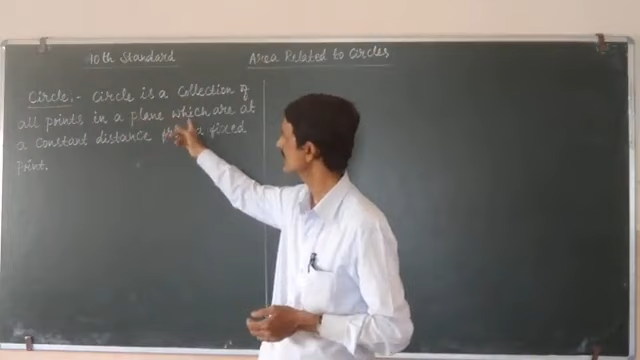 10th Standard
Area Related to Circles
Circle.- Circle is a Collection of
all points in a plane which are at
a Constant distance from a fixed
print.